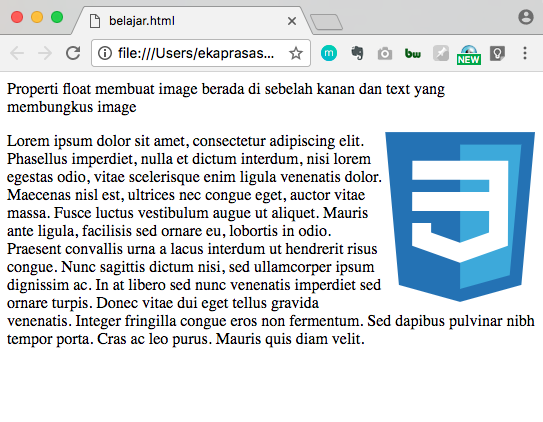 belajar.html
file:///Users/ekaprasas
NEW
Properti float membuat image berada di sebelah kanan dan text yang
membungkus image
Lorem ipsum dolor sit amet, consectetur adipiscing elit.
Phasellus imperdiet, nulla et dictum interdum, nisi lorem
egestas odio, vitae scelerisque enim ligula venenatis dolor.
Maecenas nisl est, ultrices nec congue eget, auctor vitae
massa. Fusce luctus vestibulum augue ut aliquet. Mauris
ante ligula, facilisis sed ornare eu, lobortis in odio.
Praesent convallis urna a lacus interdum ut hendrerit risus
congue. Nunc sagittis dictum nisi, sed ullamcorper ipsum
dignissim ac. In at libero sed nunc venenatis imperdiet sed
ornare turpis. Donec vitae dui eget tellus gravida
venenatis. Integer fringilla congue eros non fermentum. Sed dapibus pulvinar nibh
tempor porta. Cras ac leo purus. Mauris quis diam velit.